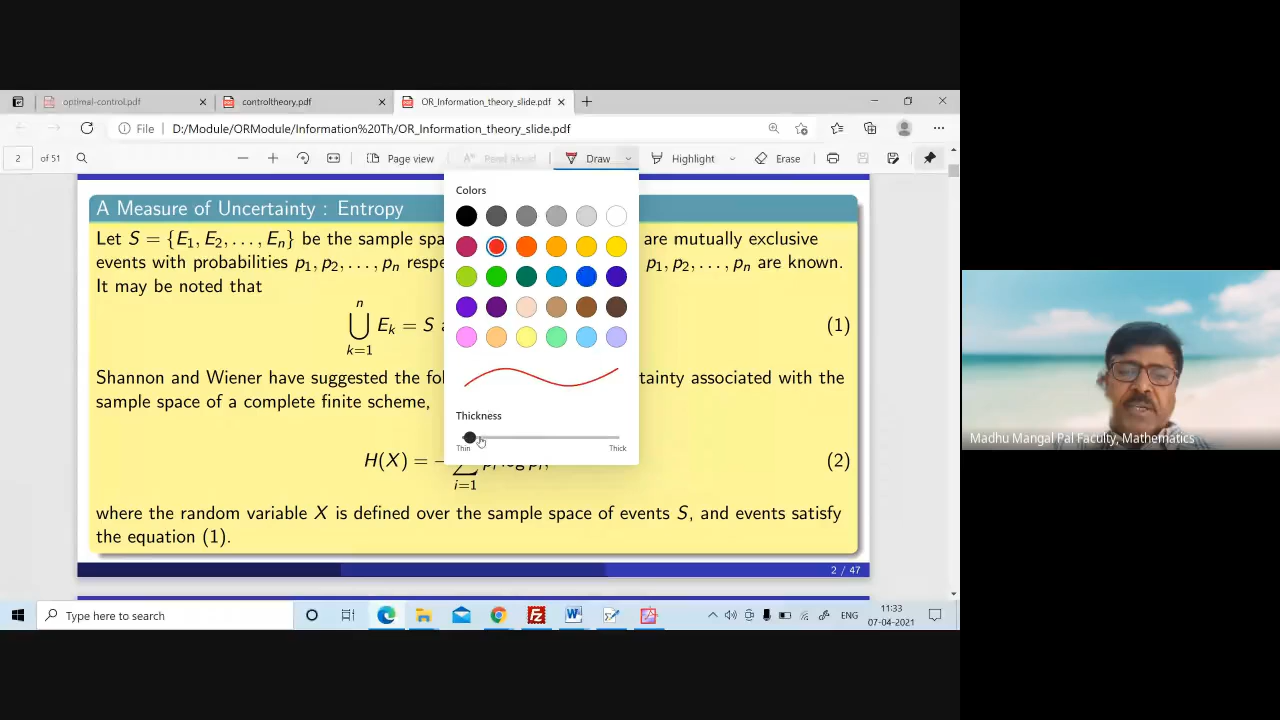 optimal-control.pdf
controltheory.pdf
OR_Information_theory_slide.pdf
File D:/Module/ORModule/Information%20Th/OR_Information_theory_slide.pdf
2 of 51 Page view Read aloud Draw Highlight Erase
Colors
Thickness
Thin Thick
A Measure of Uncertainty : Entropy
Let S = {E₁, E₂, . . . , Eₙ} be the sample are mutually exclusive
events with probabilities p₁, p₂, . . . , pₙ p₁, p₂, . . . , pₙ are known.
It may be noted that
n
⋃ Eₖ = S (1)
k=1
Shannon and Wiener have suggested the associated with the
sample space of a complete finite scheme,
H(X) = − ∑ (2)
i=1
where the random variable X is defined over the sample space of events S, and events satisfy
the equation (1).
2 / 47
Type here to search
ENG
11:33
07-04-2021
Madhu Mangal Pal Faculty, Mathematics